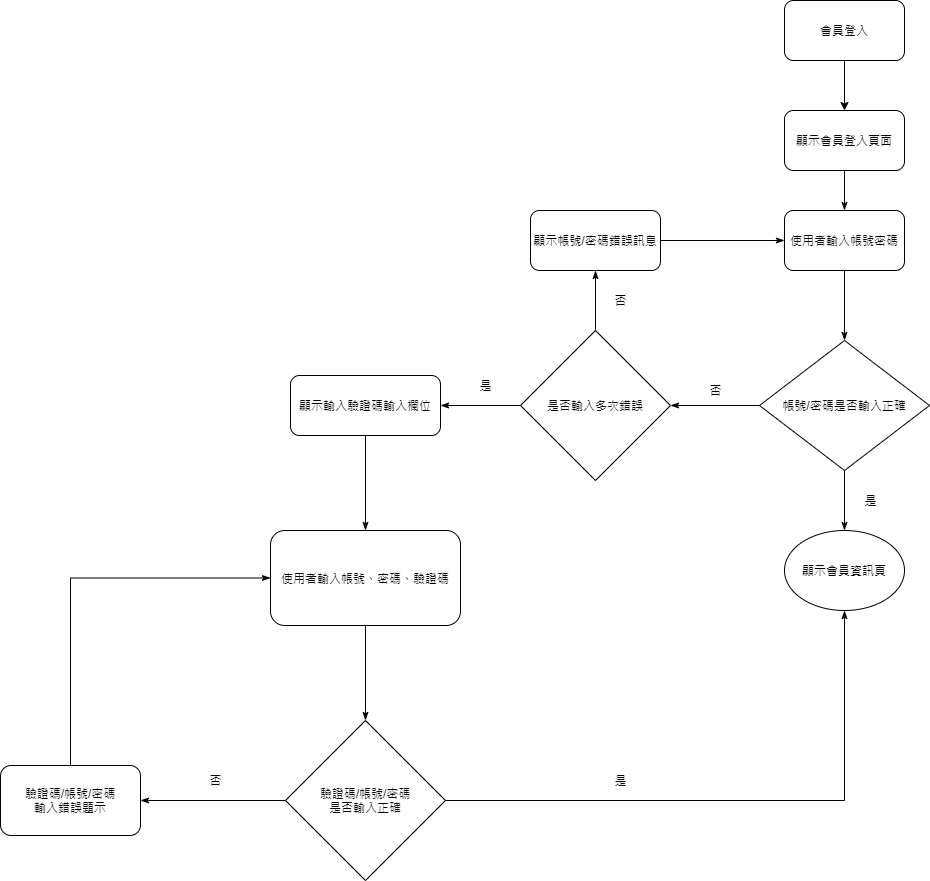 會員登入
顯示會員登入頁面
顯示帳號/密碼錯誤訊息
使用者輸入帳號密碼
否
顯示輸入驗證碼輸入欄位
是
是否輸入多次錯誤
否
帳號/密碼是否輸入正確
是
使用者輸入帳號、密碼、驗證碼
顯示會員資訊頁
否
是
驗證碼/帳號/密碼
輸入錯誤題示
驗證碼/帳號/密碼
是否輸入正確